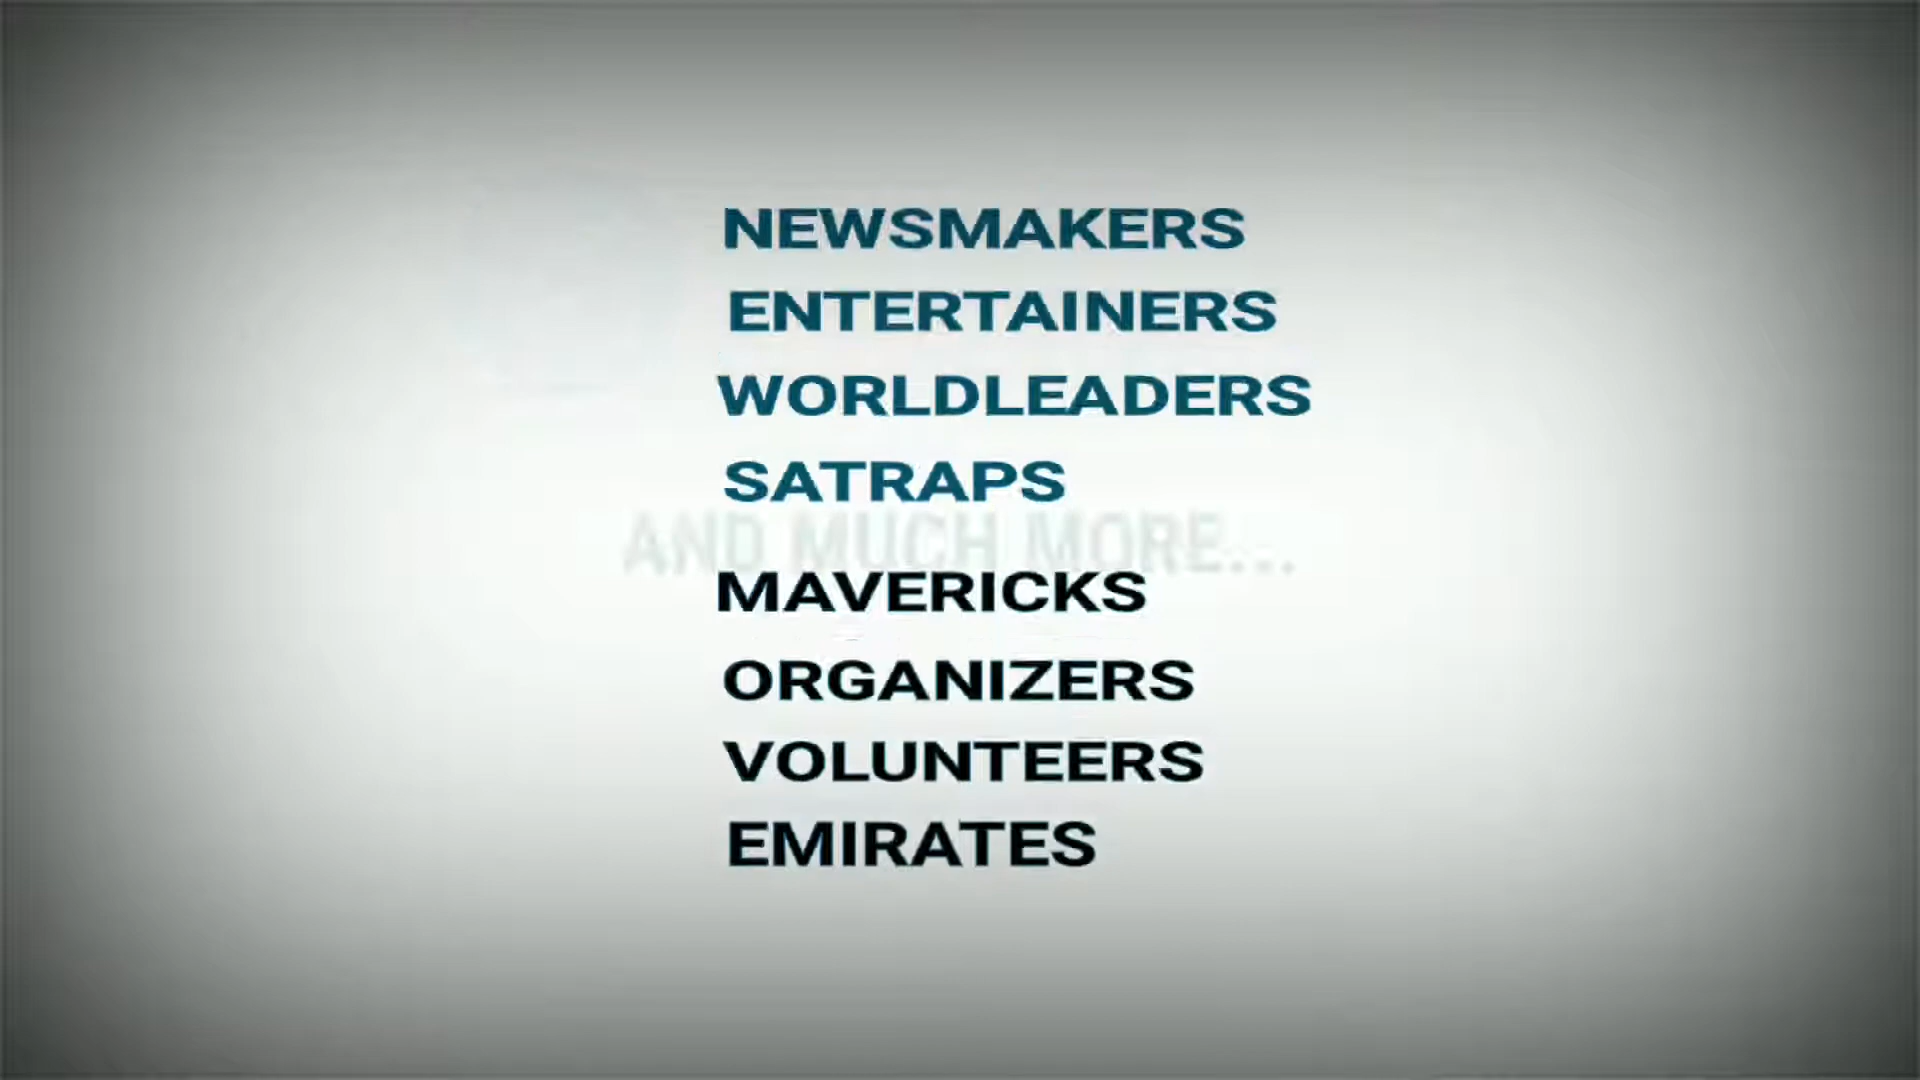 NEWSMAKERS
ENTERTAINERS
WORLDLEADERS
SATRAPS
AND MUCH MORE...
MAVERICKS
ORGANIZERS
VOLUNTEERS
EMIRATES